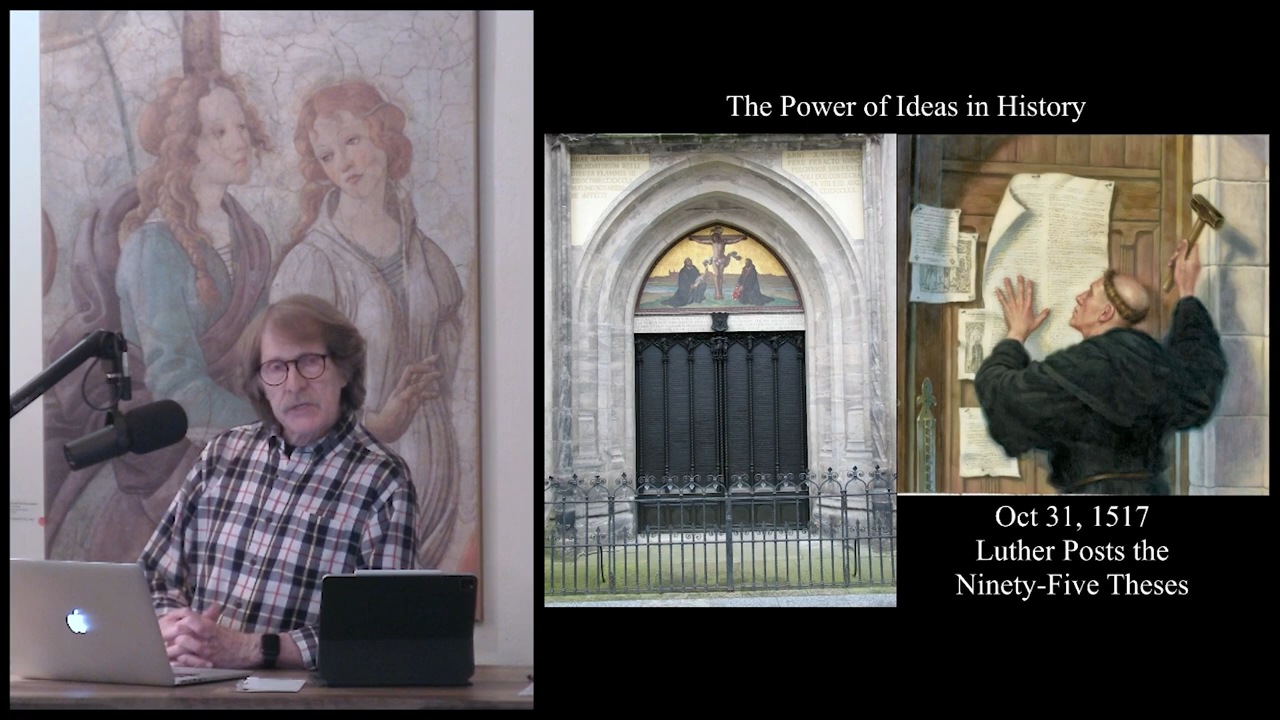 The Power of Ideas in History
Oct 31, 1517
Luther Posts the
Ninety-Five Theses